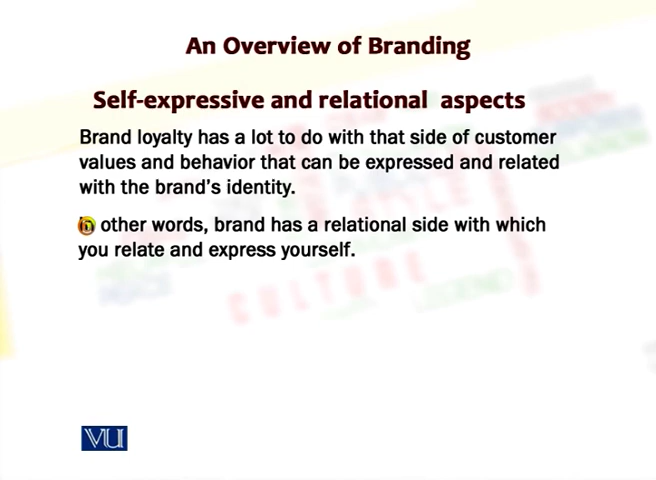 An Overview of Branding
Self-expressive and relational aspects
Brand loyalty has a lot to do with that side of customer
values and behavior that can be expressed and related
with the brand's identity.
In other words, brand has a relational side with which
you relate and express yourself.
CULTURE
VU